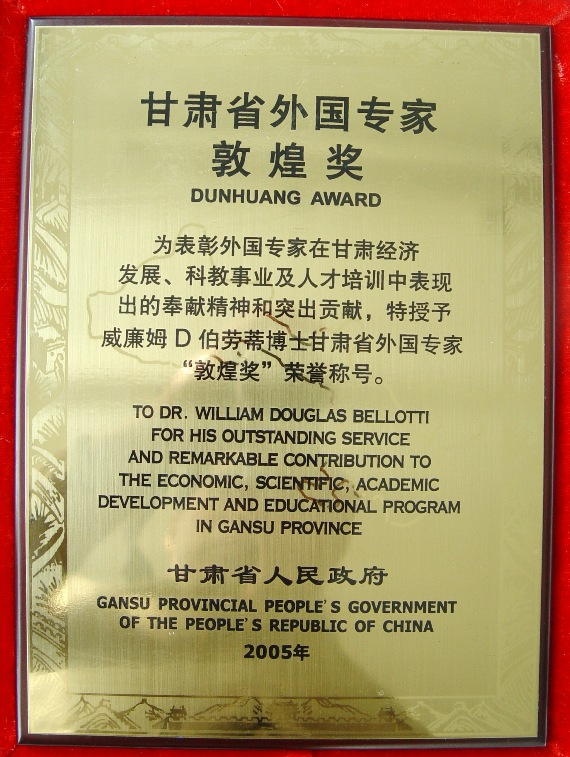 甘肃省外国专家
敦煌奖
DUNHUANG AWARD
为表彰外国专家在甘肃经济
发展、科教事业及人才培训中表现
出的奉献精神和突出贡献，特授予
威廉姆 D 伯劳蒂博士甘肃省外国专家
“敦煌奖”荣誉称号。
TO DR. WILLIAM DOUGLAS BELLOTTI
FOR HIS OUTSTANDING SERVICE
AND REMARKABLE CONTRIBUTION TO
THE ECONOMIC, SCIENTIFIC, ACADEMIC
DEVELOPMENT AND EDUCATIONAL PROGRAM
IN GANSU PROVINCE
甘肃省人民政府
GANSU PROVINCIAL PEOPLE'S GOVERNMENT
OF THE PEOPLE'S REPUBLIC OF CHINA
2005年